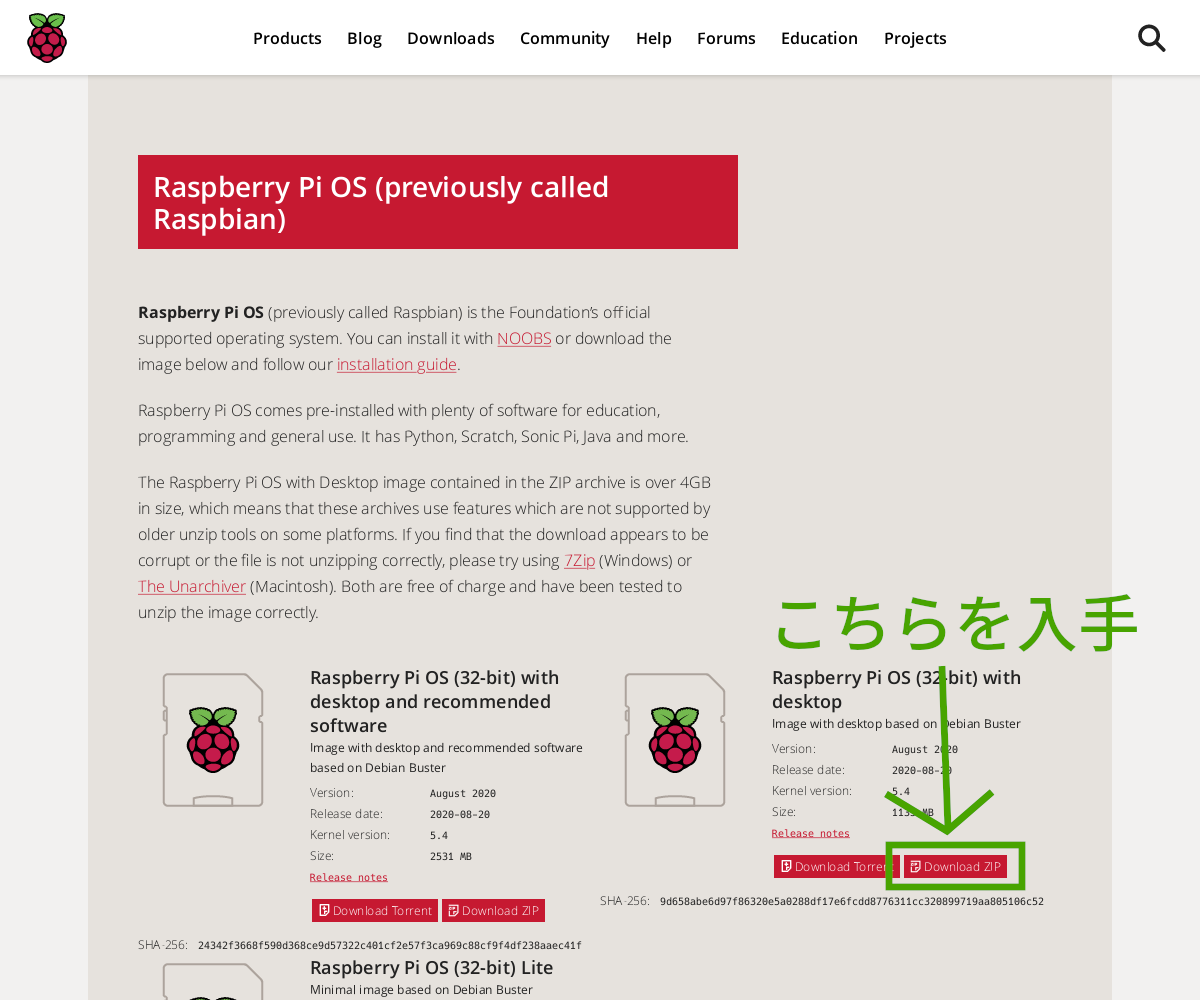 Products Blog Downloads Community Help Forums Education Projects
Raspberry Pi OS (previously called
Raspbian)
Raspberry Pi OS (previously called Raspbian) is the Foundation's official
supported operating system. You can install it with NOOBS or download the
image below and follow our installation guide.
Raspberry Pi OS comes pre-installed with plenty of software for education,
programming and general use. It has Python, Scratch, Sonic Pi, Java and more.
The Raspberry Pi OS with Desktop image contained in the ZIP archive is over 4GB
in size, which means that these archives use features which are not supported by
older unzip tools on some platforms. If you find that the download appears to be
corrupt or the file is not unzipping correctly, please try using 7Zip (Windows) or
The Unarchiver (Macintosh). Both are free of charge and have been tested to
unzip the image correctly.
Raspberry Pi OS (32-bit) with
desktop and recommended
software
Image with desktop and recommended software
based on Debian Buster
Version: August 2020
Release date: 2020-08-20
Kernel version: 5.4
Size: 2531 MB
Release notes
Download Torrent Download ZIP
SHA-256: 24342f3668f590d368ce9d57322c401cf2e57f3ca969c88cf9f4df238aaec41f
こちらを入手
Raspberry Pi OS (32-bit) with
desktop
Image with desktop based on Debian Buster
Version: August 2020
Release date: 2020-08-20
Kernel version: 5.4
Size: MB
Release notes
Download Torrent Download ZIP
SHA-256: 9d658abe6d97f86320e5a0288df17e6fcdd8776311cc320899719aa805106c52
Raspberry Pi OS (32-bit) Lite
Minimal image based on Debian Buster